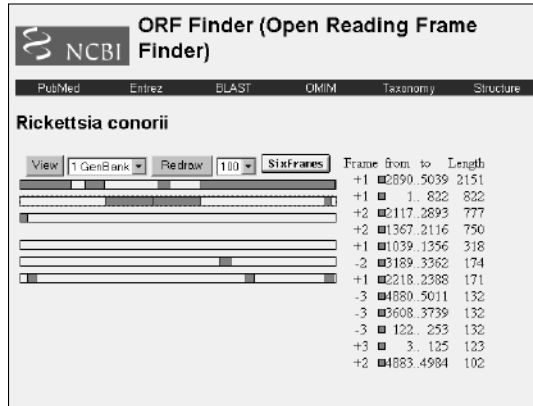 NCBI
ORF Finder (Open Reading Frame
Finder)
PubMed Entrez BLAST OMIM Taxonomy Structure
Rickettsia conorii
View 1 GenBank Redraw 100 SixFrames
Frame from to Length
+1 2890..5039 2151
+1 1.. 822 822
+2 2117..2893 777
+2 1367..2116 750
+1 1039..1356 318
-2 3189..3362 174
+1 2218..2388 171
-3 4880..5011 132
-3 3608..3739 132
-3 122.. 253 132
+3 3.. 125 123
+2 4883..4984 102